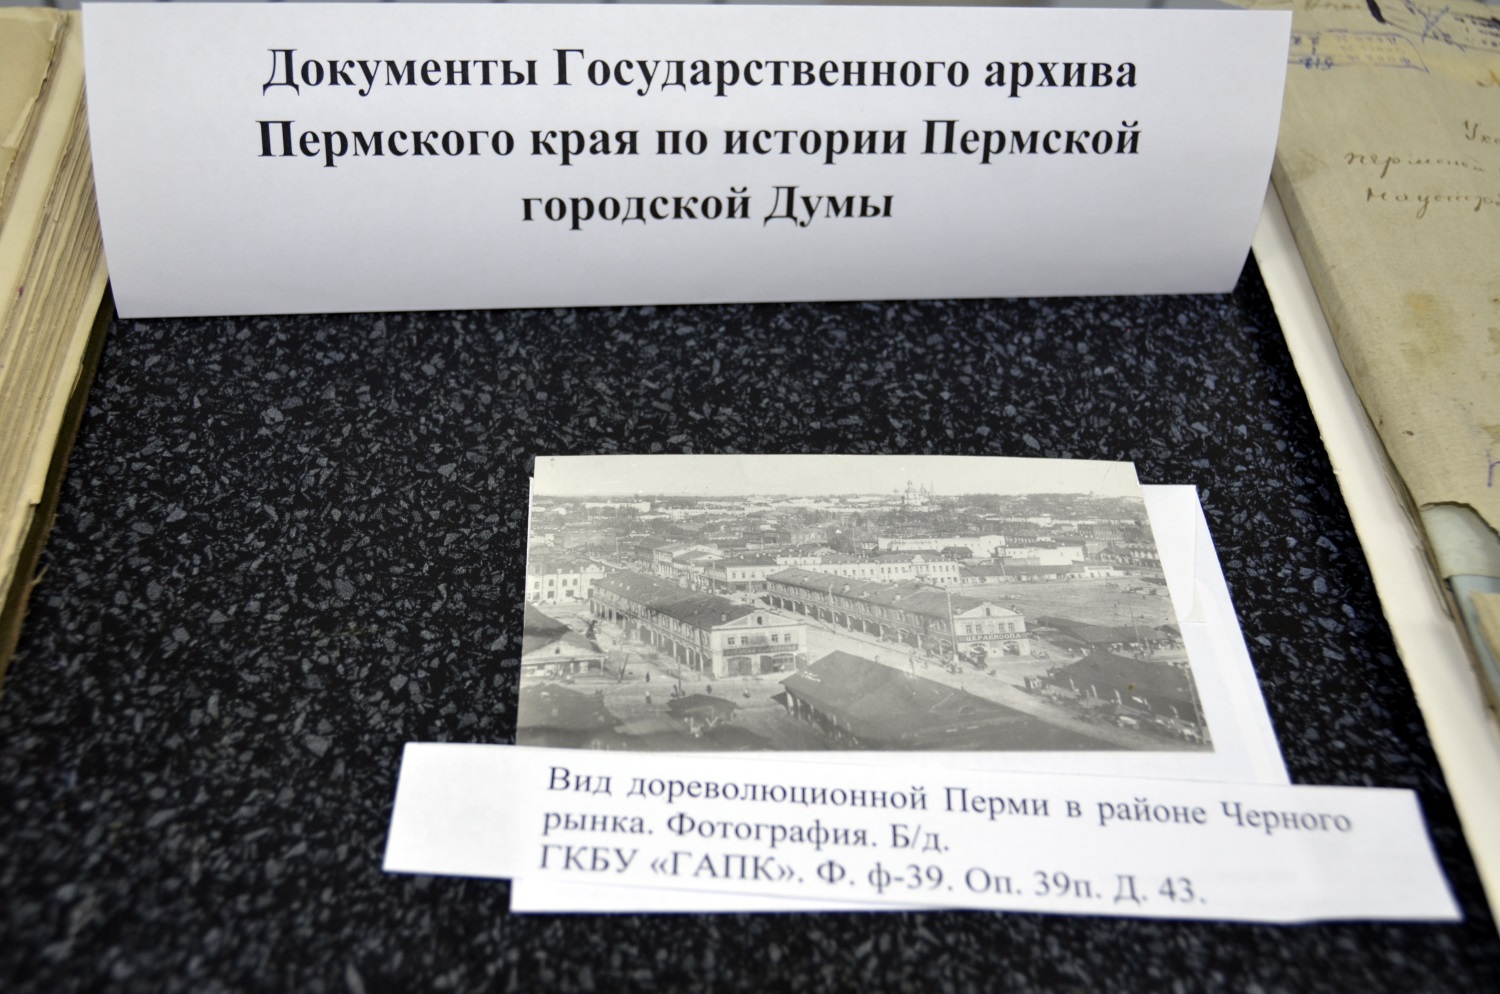 Документы Государственного архива
Пермского края по истории Пермской
городской Думы
Вид дореволюционной Перми в районе Черного
рынка. Фотография. Б/д.
ГКБУ «ГАПК». Ф. ф-39. Оп. 39п. Д. 43.